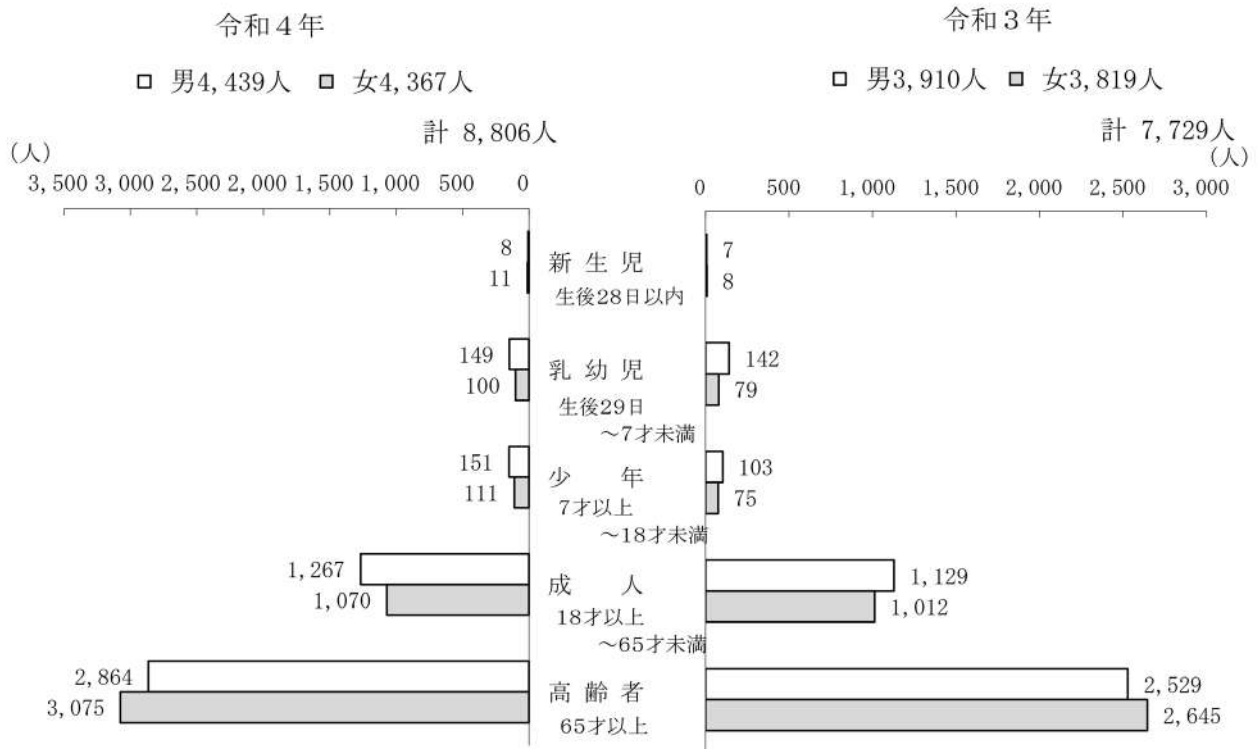 令和４年
令和３年
□ 男4,439人 □ 女4,367人
□ 男3,910人 □ 女3,819人
計 8,806人
計 7,729人
(人)
(人)
3,500 3,000 2,500 2,000 1,500 1,000 500 0
0 500 1,000 1,500 2,000 2,500 3,000
8
11
新生児
生後28日以内
7
8
149
100
乳幼児
生後29日
～7才未満
142
79
151
111
少年
7才以上
～18才未満
103
75
1,267
1,070
成人
18才以上
～65才未満
1,129
1,012
2,864
3,075
高齢者
65才以上
2,529
2,645